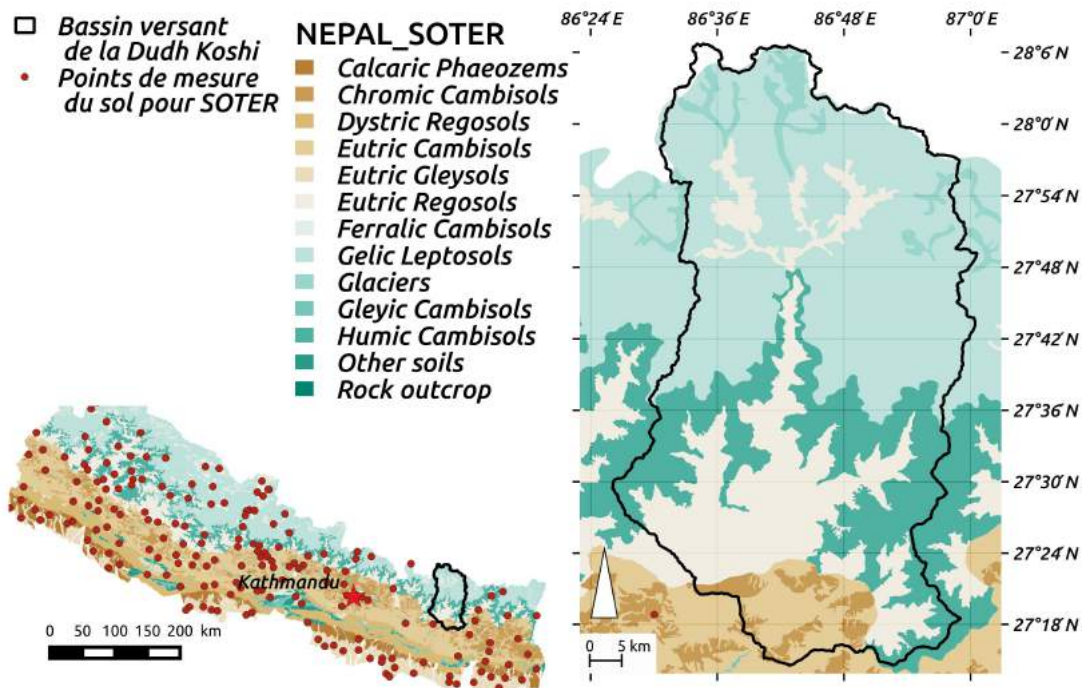 Bassin versant
de la Dudh Koshi
Points de mesure
du sol pour SOTER
NEPAL_SOTER
Calcaric Phaeozems
Chromic Cambisols
Dystric Regosols
Eutric Cambisols
Eutric Gleysols
Eutric Regosols
Ferralic Cambisols
Gelic Leptosols
Glaciers
Gleyic Cambisols
Humic Cambisols
Other soils
Rock outcrop
Kathmandu
0 50 100 150 200 km
86°24′E 86°36′E 86°48′E 87°0′E
28°6′N
28°0′N
27°54′N
27°48′N
27°42′N
27°36′N
27°30′N
27°24′N
27°18′N
0 5 km